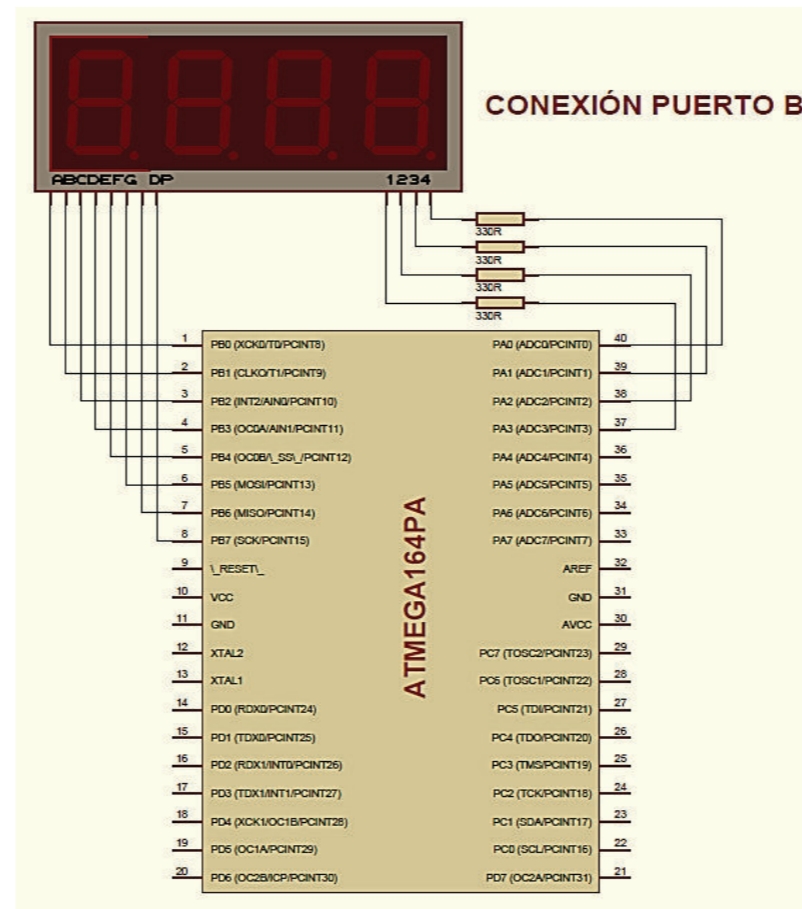 CONEXIÓN PUERTO B
ABCDEFG DP 1234
330R
330R
330R
330R
1 PB0 (XCK0/T0/PCINT8) PA0 (ADC0/PCINT0) 40
2 PB1 (CLKO/T1/PCINT9) PA1 (ADC1/PCINT1) 39
3 PB2 (INT2/AIN0/PCINT10) PA2 (ADC2/PCINT2) 38
4 PB3 (OC0A/AIN1/PCINT11) PA3 (ADC3/PCINT3) 37
5 PB4 (OC0B/\_SS\_/PCINT12) PA4 (ADC4/PCINT4) 36
6 PB5 (MOSI/PCINT13) PA5 (ADC5/PCINT5) 35
7 PB6 (MISO/PCINT14) PA6 (ADC6/PCINT6) 34
8 PB7 (SCK/PCINT15) PA7 (ADC7/PCINT7) 33
9 \_RESET\_ AREF 32
10 VCC GND 31
11 GND AVCC 30
12 XTAL2 PC7 (TOSC2/PCINT23) 29
13 XTAL1 PC6 (TOSC1/PCINT22) 28
14 PD0 (RDX0/PCINT24) PC5 (TDI/PCINT21) 27
15 PD1 (TDX0/PCINT25) PC4 (TDO/PCINT20) 26
16 PD2 (RDX1/INT0/PCINT26) PC3 (TMS/PCINT19) 25
17 PD3 (TDX1/INT1/PCINT27) PC2 (TCK/PCINT18) 24
18 PD4 (XCK1/OC1B/PCINT28) PC1 (SDA/PCINT17) 23
19 PD5 (OC1A/PCINT29) PC0 (SCL/PCINT16) 22
20 PD6 (OC2B/ICP/PCINT30) PD7 (OC2A/PCINT31) 21
ATMEGA164PA